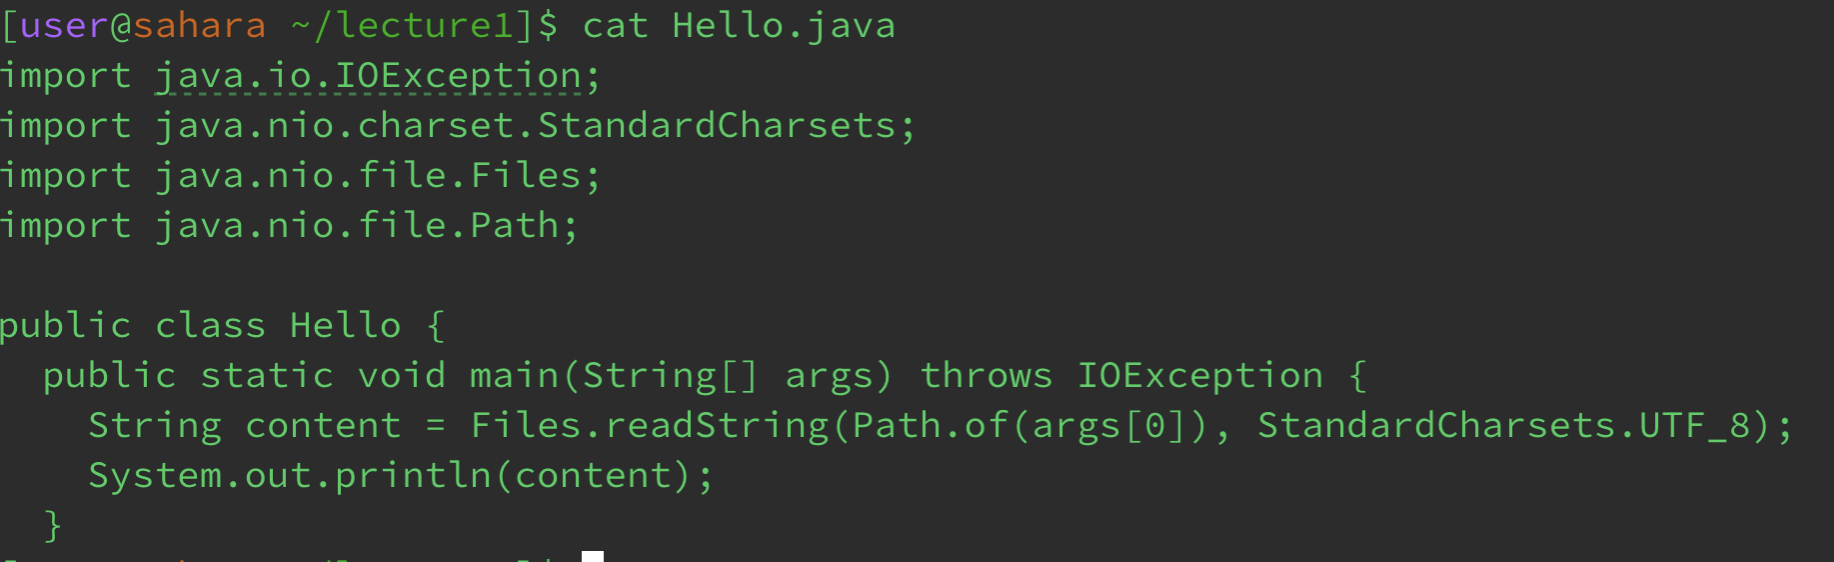 [user@sahara ~/lecture1]$ cat Hello.java
import java.io.IOException;
import java.nio.charset.StandardCharsets;
import java.nio.file.Files;
import java.nio.file.Path;

public class Hello {
  public static void main(String[] args) throws IOException {
    String content = Files.readString(Path.of(args[0]), StandardCharsets.UTF_8);
    System.out.println(content);
  }